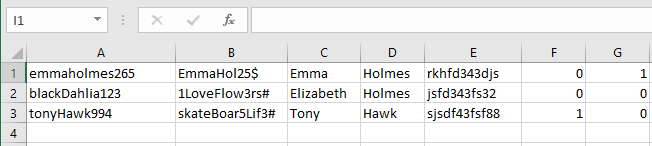 I1 fx
A B C D E F G
1 emmaholmes265 EmmaHol25$ Emma Holmes rkhfd343djs 0 1
2 blackDahlia123 1LoveFlow3rs# Elizabeth Holmes jsfd343fs32 0 0
3 tonyHawk994 skateBoar5Lif3# Tony Hawk sjsdf43fsf88 1 0
4